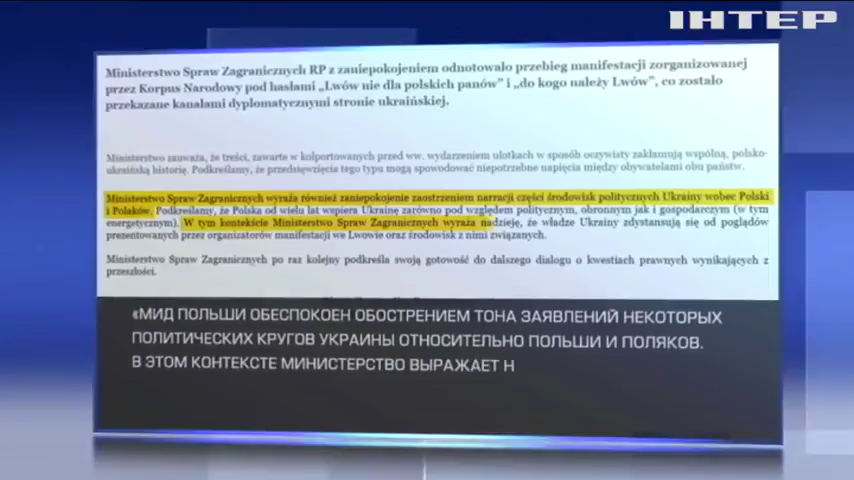 ІНТЕР
Ministerstwo Spraw Zagranicznych RP z zaniepokojeniem odnotowało przebieg manifestacji zorganizowanej
przez Korpus Narodowy pod hasłami „Lwów nie dla polskich panów” i „do kogo należy Lwów”, co zostało
przekazane kanałami dyplomatycznymi stronie ukraińskiej.
Ministerstwo zauważa, że treści, zawarte w kolportowanych przed ww. wydarzeniem ulotkach w sposób oczywisty zakłamują wspólną, polsko-
ukraińską historię. Podkreślamy, że przedsięwzięcia tego typu mogą spowodować niepotrzebne napięcia między obywatelami obu państw.
Ministerstwo Spraw Zagranicznych wyraża również zaniepokojenie zaostrzeniem narracji części środowisk politycznych Ukrainy wobec Polski
i Polaków. Podkreślamy, że Polska od wielu lat wspiera Ukrainę zarówno pod względem politycznym, obronnym jak i gospodarczym (w tym
energetycznym). W tym kontekście Ministerstwo Spraw Zagranicznych wyraża nadzieję, że władze Ukrainy zdystansują się od poglądów
prezentowanych przez organizatorów manifestacji we Lwowie oraz środowisk z nimi związanych.
Ministerstwo Spraw Zagranicznych po raz kolejny podkreśla swoją gotowość do dalszego dialogu o kwestiach prawnych wynikających z
przeszłości.
«МИД ПОЛЬШИ ОБЕСПОКОЕН ОБОСТРЕНИЕМ ТОНА ЗАЯВЛЕНИЙ НЕКОТОРЫХ
ПОЛИТИЧЕСКИХ КРУГОВ УКРАИНЫ ОТНОСИТЕЛЬНО ПОЛЬШИ И ПОЛЯКОВ.
В ЭТОМ КОНТЕКСТЕ МИНИСТЕРСТВО ВЫРАЖАЕТ Н